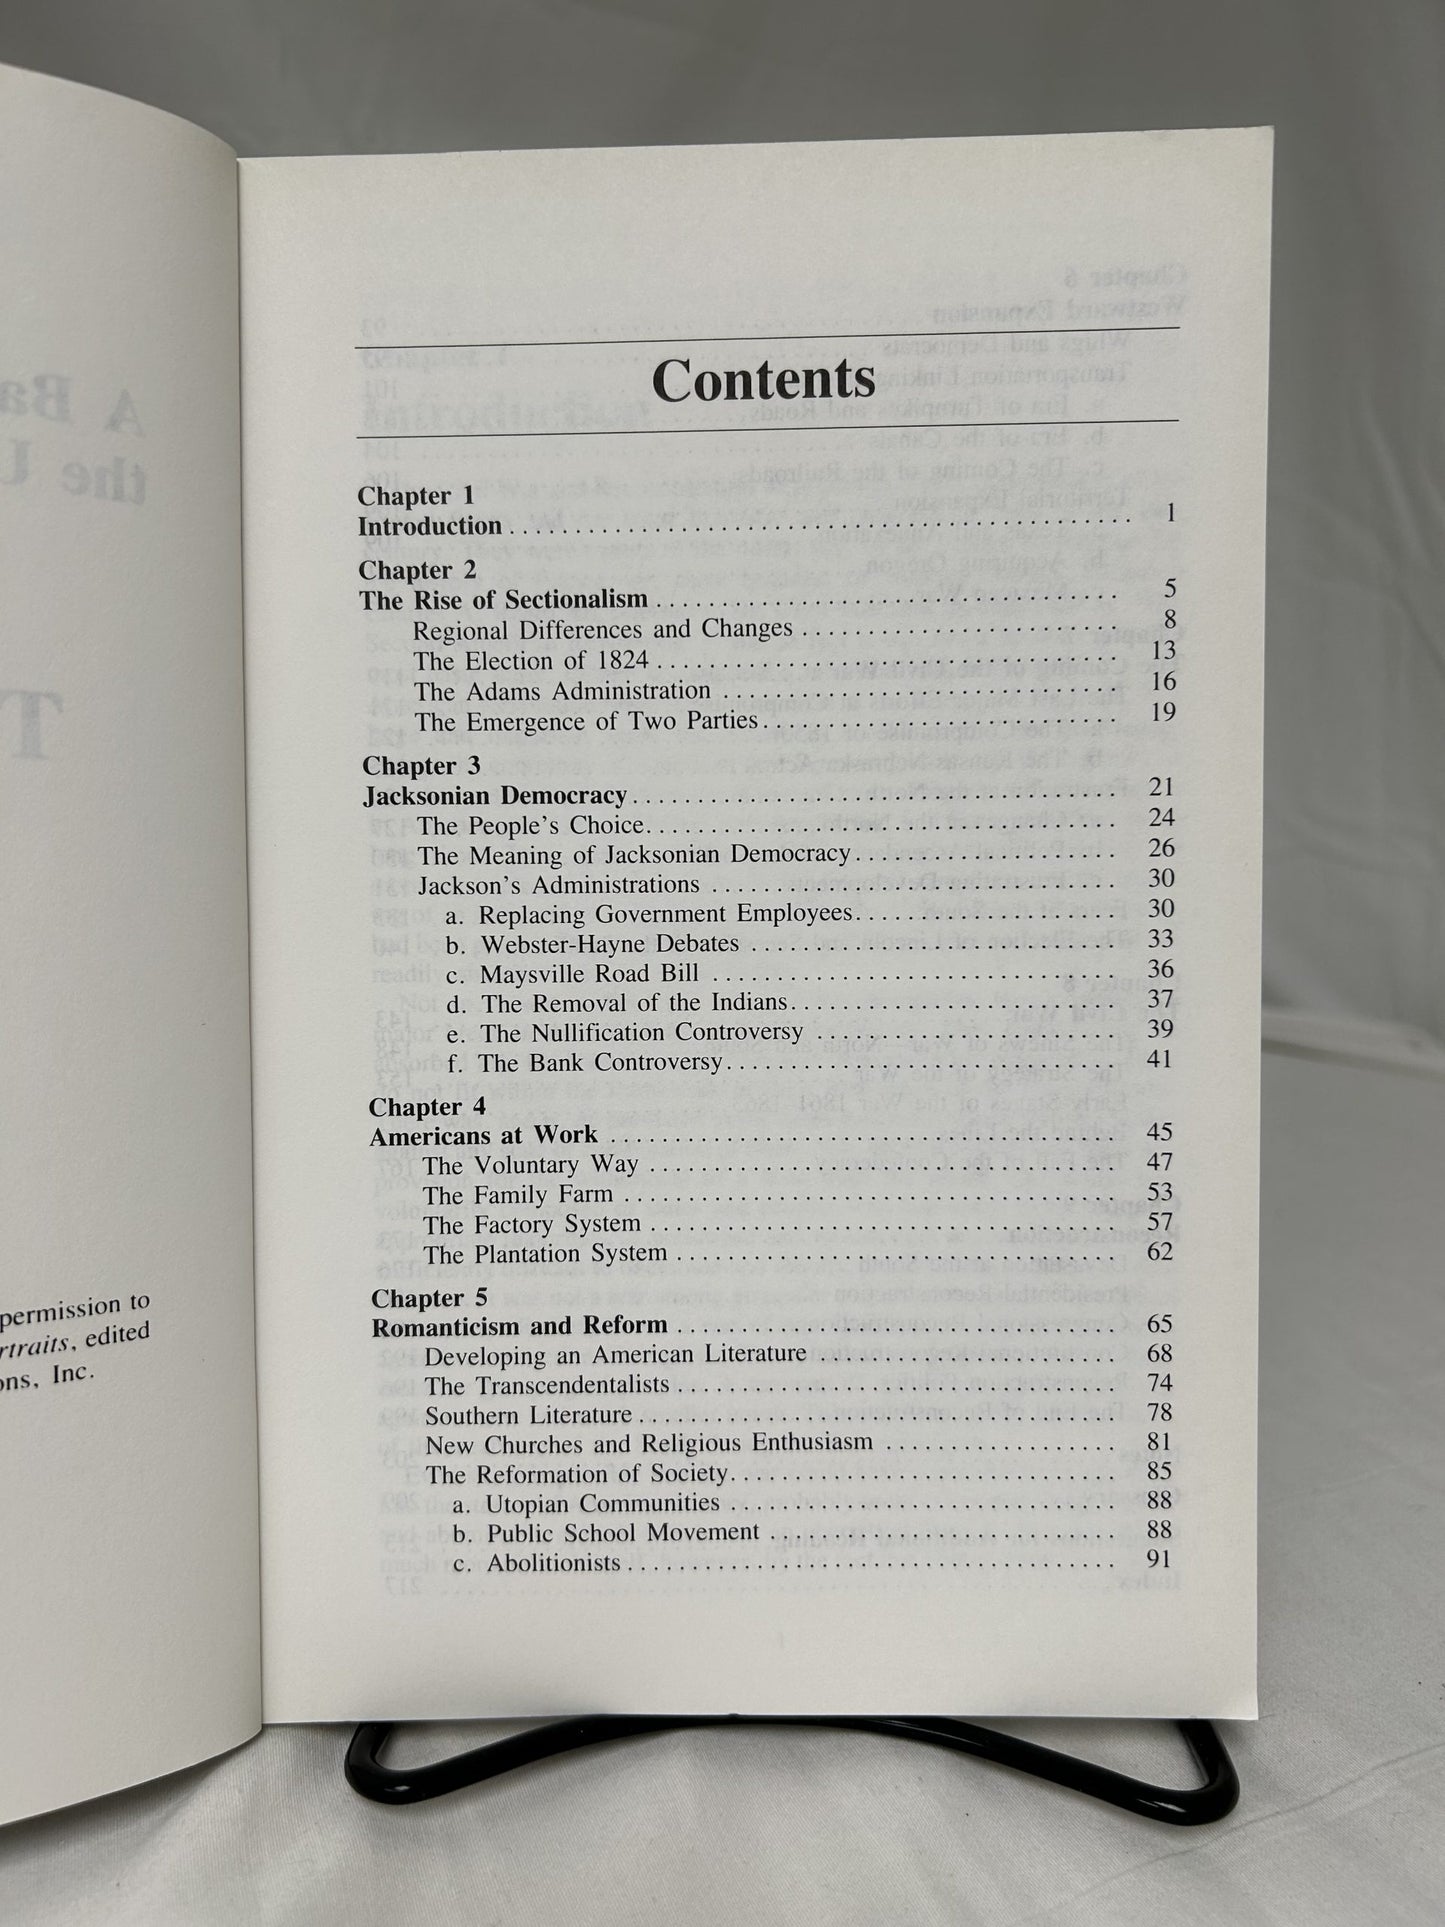 permission to
rtraits, edited
ons, Inc.
Contents
Chapter 1
Introduction . . . . . . . . . . 1
Chapter 2
The Rise of Sectionalism . . . . . . . . . . 5
Regional Differences and Changes . . . . . . . . . . 8
The Election of 1824 . . . . . . . . . . 13
The Adams Administration . . . . . . . . . . 16
The Emergence of Two Parties . . . . . . . . . . 19
Chapter 3
Jacksonian Democracy . . . . . . . . . . 21
The People's Choice . . . . . . . . . . 24
The Meaning of Jacksonian Democracy . . . . . . . . . . 26
Jackson's Administrations . . . . . . . . . . 30
a. Replacing Government Employees . . . . . . . . . . 30
b. Webster-Hayne Debates . . . . . . . . . . 33
c. Maysville Road Bill . . . . . . . . . . 36
d. The Removal of the Indians . . . . . . . . . . 37
e. The Nullification Controversy . . . . . . . . . . 39
f. The Bank Controversy . . . . . . . . . . 41
Chapter 4
Americans at Work . . . . . . . . . . 45
The Voluntary Way . . . . . . . . . . 47
The Family Farm . . . . . . . . . . 53
The Factory System . . . . . . . . . . 57
The Plantation System . . . . . . . . . . 62
Chapter 5
Romanticism and Reform . . . . . . . . . . 65
Developing an American Literature . . . . . . . . . . 68
The Transcendentalists . . . . . . . . . . 74
Southern Literature . . . . . . . . . . 78
New Churches and Religious Enthusiasm . . . . . . . . . . 81
The Reformation of Society . . . . . . . . . . 85
a. Utopian Communities . . . . . . . . . . 88
b. Public School Movement . . . . . . . . . . 88
c. Abolitionists . . . . . . . . . . 91